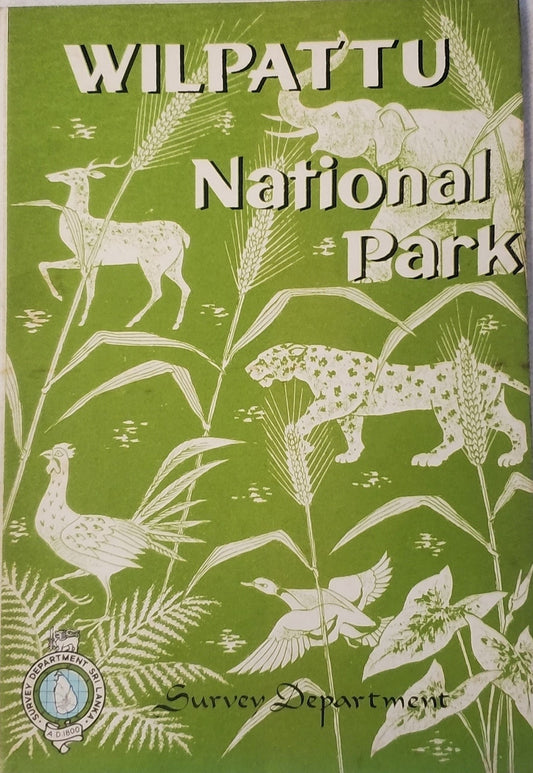 WILPATTU
National
Park
SURVEY DEPARTMENT SRI LANKA
A.D. 1800
Survey Department